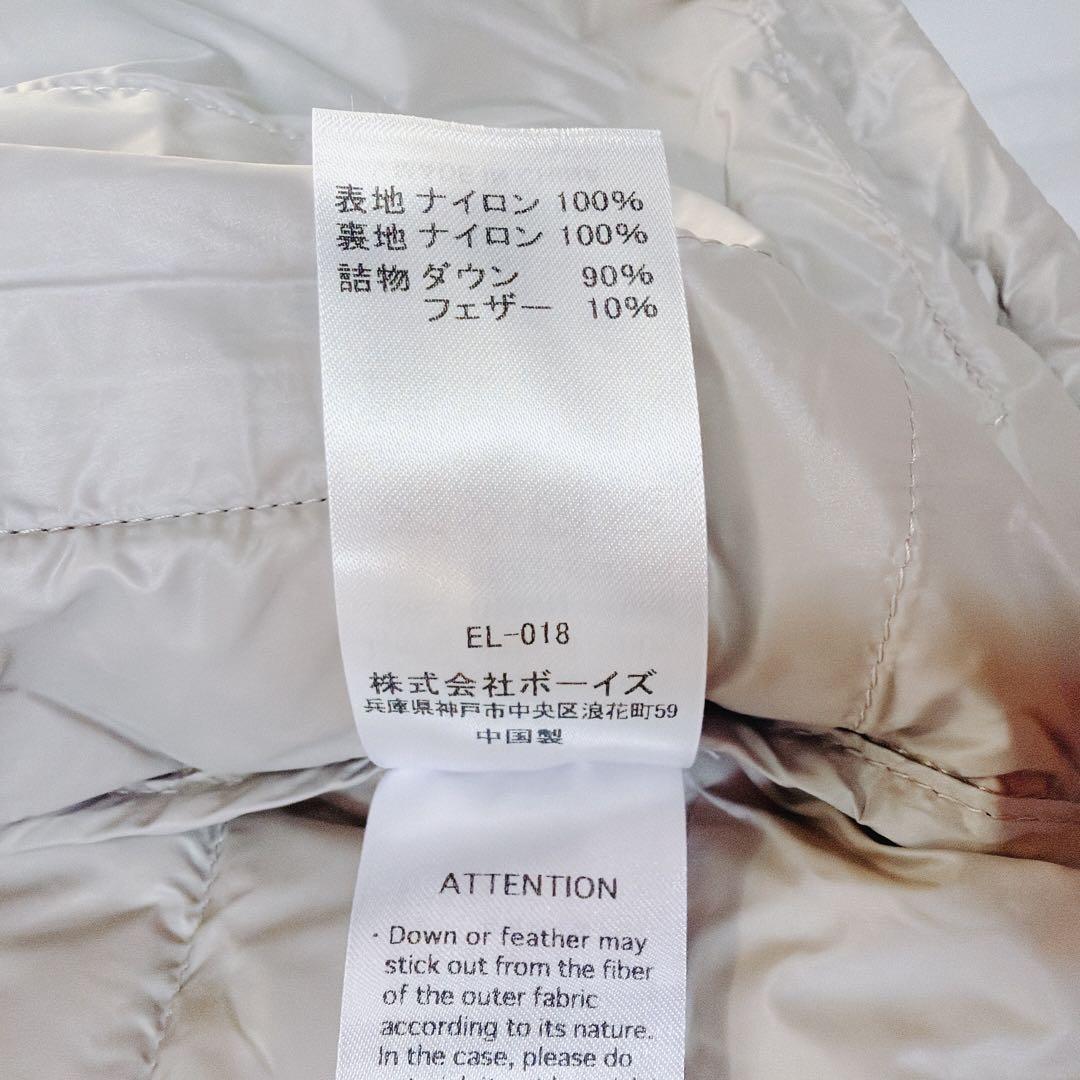 表地 ナイロン 100%
裏地 ナイロン 100%
詰物 ダウン 90%
フェザー 10%
EL-018
株式会社ボーイズ
兵庫県神戸市中央区浪花町59
中国製
ATTENTION
· Down or feather may
stick out from the fiber
of the outer fabric
according to its nature.
In the case, please do